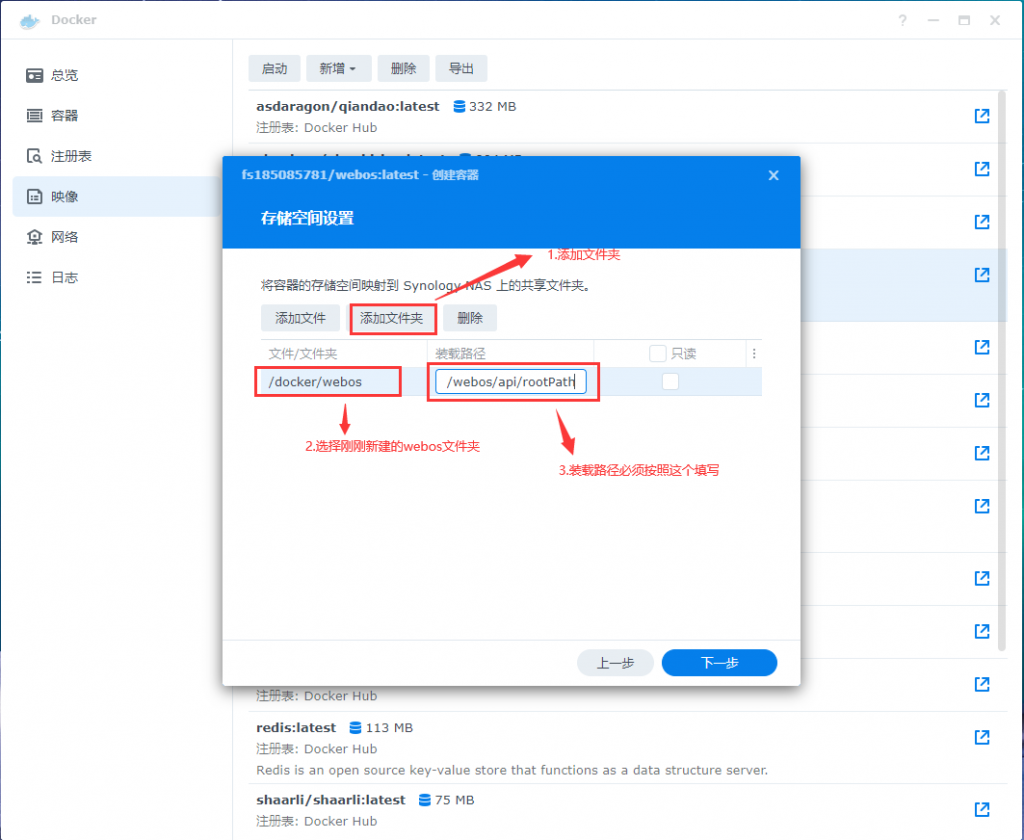 Docker
总览
容器
注册表
映像
网络
日志
启动 新增 删除 导出
asdaragon/qiandao:latest 332 MB
注册表: Docker Hub
fs185085781/webos:latest - 创建容器
存储空间设置
1.添加文件夹
将容器的存储空间映射到 Synology NAS 上的共享文件夹。
添加文件 添加文件夹 删除
文件/文件夹 装载路径 只读
/docker/webos /webos/api/rootPath
2.选择刚刚新建的webos文件夹
3.装载路径必须按照这个填写
上一步 下一步
注册表: Docker Hub
redis:latest 113 MB
注册表: Docker Hub
Redis is an open source key-value store that functions as a data structure server.
shaarli/shaarli:latest 75 MB
注册表: Docker Hub